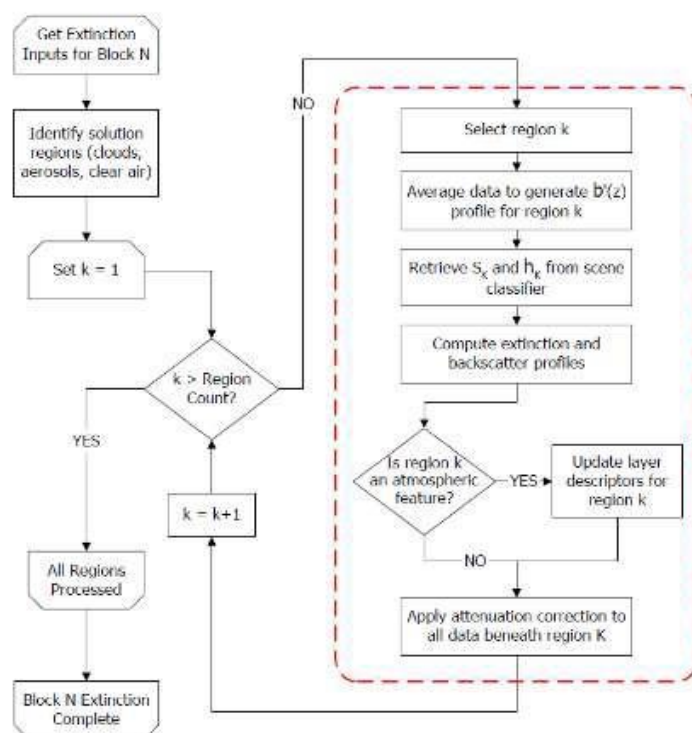 Get Extinction
Inputs for Block N
Identify solution
regions (clouds,
aerosols, clear air)
Set k = 1
k > Region
Count?
YES
NO
k = k+1
All Regions
Processed
Block N Extinction
Complete
Select region k
Average data to generate b'(z)
profile for region k
Retrieve Sk and hk from scene
classifier
Compute extinction and
backscatter profiles
Is region k
an atmospheric
feature?
YES
Update layer
descriptors for
region k
NO
Apply attenuation correction to
all data beneath region K